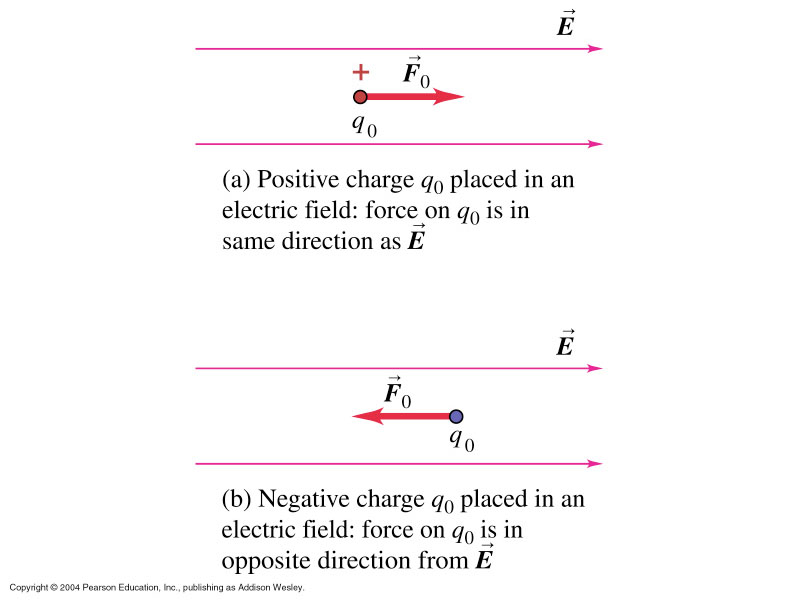 E⃗
+
F⃗₀
q₀
(a) Positive charge q₀ placed in an
electric field: force on q₀ is in
same direction as E⃗
E⃗
F⃗₀
q₀
(b) Negative charge q₀ placed in an
electric field: force on q₀ is in
opposite direction from E⃗
Copyright © 2004 Pearson Education, Inc., publishing as Addison Wesley.